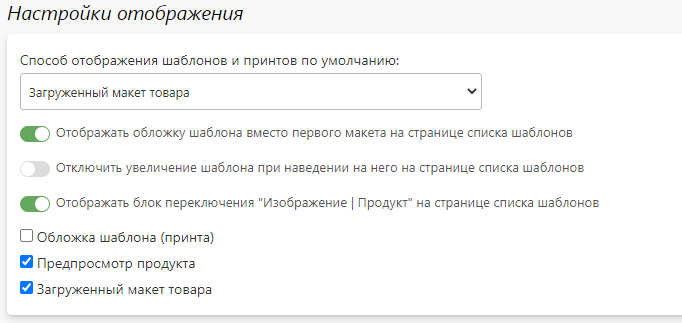 Настройки отображения
Способ отображения шаблонов и принтов по умолчанию:
Загруженный макет товара
Отображать обложку шаблона вместо первого макета на странице списка шаблонов
Отключить увеличение шаблона при наведении на него на странице списка шаблонов
Отображать блок переключения "Изображение | Продукт" на странице списка шаблонов
Обложка шаблона (принта)
Предпросмотр продукта
Загруженный макет товара